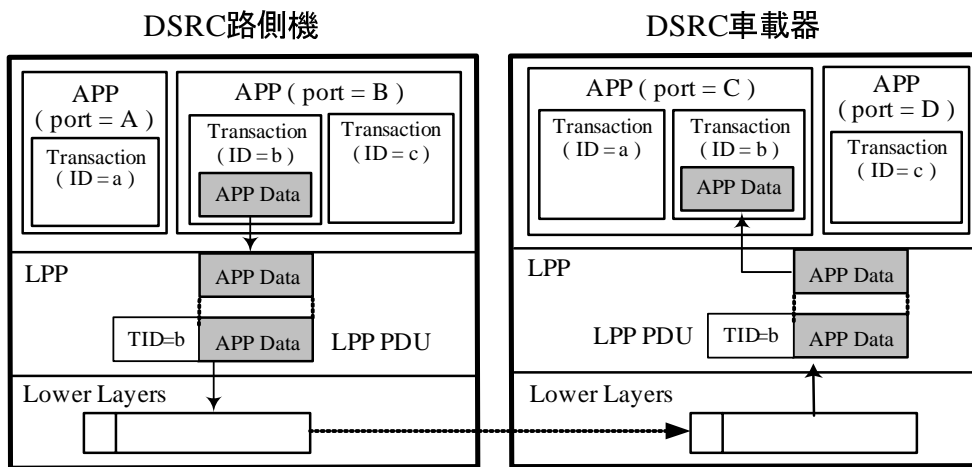 DSRC路側機
APP
( port = A )
Transaction
( ID = a )
APP ( port = B )
Transaction
( ID = b )
APP Data
Transaction
( ID = c )
LPP
APP Data
TID=b
APP Data
LPP PDU
Lower Layers
DSRC車載器
APP ( port = C )
Transaction
( ID = a )
Transaction
( ID = b )
APP Data
APP
( port = D )
Transaction
( ID = c )
LPP
APP Data
LPP PDU
TID=b
APP Data
Lower Layers